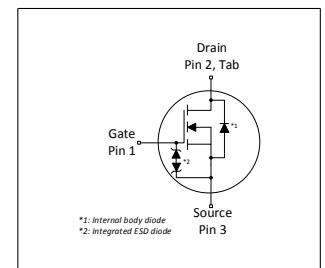 Drain
Pin 2, Tab
*1
Gate
Pin 1
*2
Source
Pin 3
*1: Internal body diode
*2: Integrated ESD diode